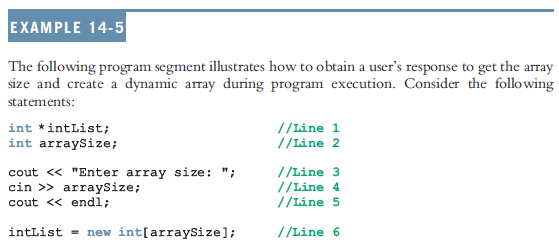 EXAMPLE 14-5
The following program segment illustrates how to obtain a user's response to get the array
size and create a dynamic array during program execution. Consider the following
statements:
int *intList; //Line 1
int arraySize; //Line 2
cout << "Enter array size: "; //Line 3
cin >> arraySize; //Line 4
cout << endl; //Line 5
intList = new int[arraySize]; //Line 6